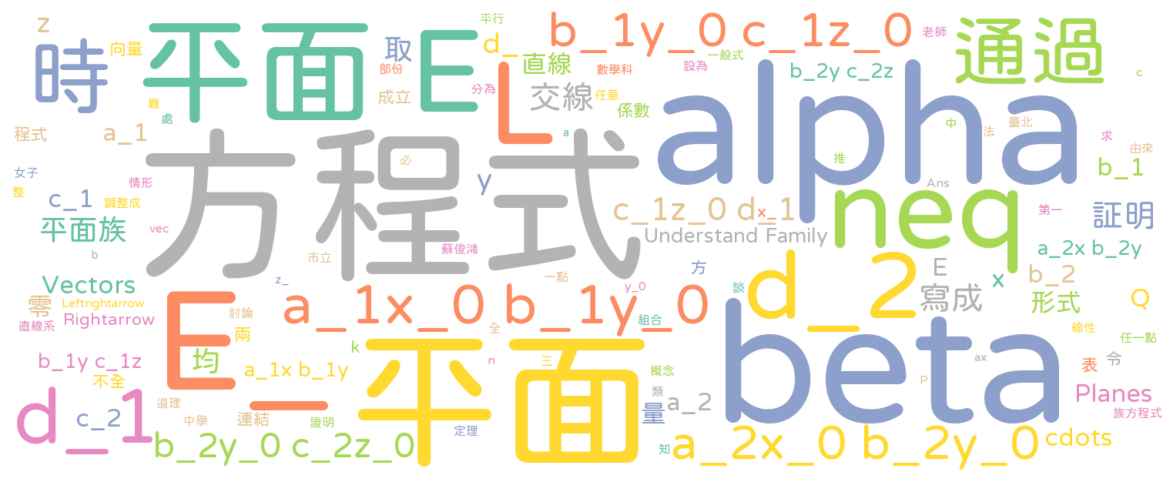 z 向量 平行 b_1y_0 c_1z_0 老師 通過
時 平面 E 取 d_ 直線 一般式
部份 數學科 設為 b_2y c_2z c
難 成立 分為 L 交線 任意 係數 alpha
程式 a_1 處 方程式 a 中 法 臺北 求 由來
女子 情形 必 y 推 b_1
整 c_1 調整成 Ans neq 第一 證明
平面族 vec c_1z_0 d_1 x_
b 市立 蘇俊鴻 Understand Family a_2x b_2y
Vectors z_ 一點 方 d_2 E x b_2
零 Leftrightarrow E_ a_1x_0 b_1y_0 y_0 談 寫成 形式 Q
直線系 Rightarrow 討論 兩 全 組合 beta 線性 任一點
b_1y c_1z 均 k 平面 n 三 ax 表 令
不全 a_1x b_1y 概念 P
d_1 c_2 道理 類 a_2 Planes
中學 連結 證明 量 族方程式
b_2y_0 c_2z_0 定理 知 a_2x_0 b_2y_0 cdots